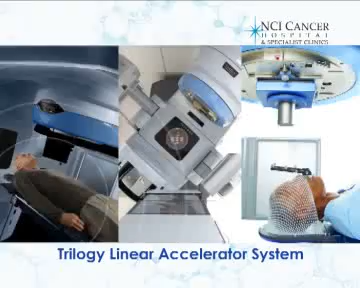 NCI CANCER
HOSPITAL
& SPECIALIST CLINICS
Trilogy Linear Accelerator System